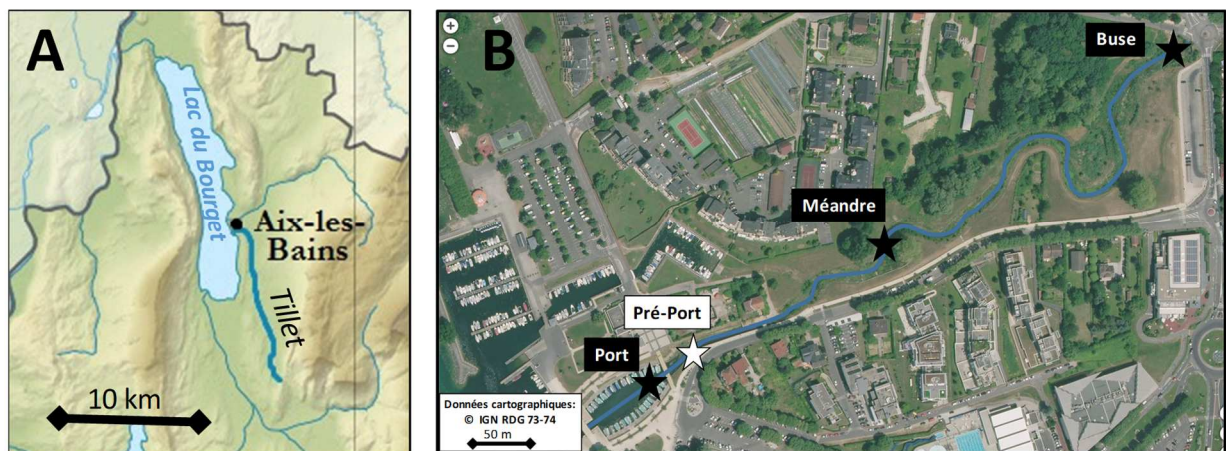 A
Lac du Bourget
Aix-les-
Bains
Tillet
10 km
B
+
−
Buse
Méandre
Pré-Port
Port
Données cartographiques:
© IGN RDG 73-74
50 m